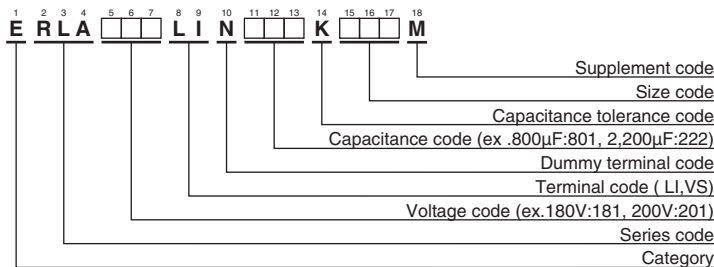 1 2 3 4 5 6 7 8 9 10 11 12 13 14 15 16 17 18
E R L A L I N K M
Supplement code
Size code
Capacitance tolerance code
Capacitance code (ex .800μF:801, 2,200μF:222)
Dummy terminal code
Terminal code ( LI,VS)
Voltage code (ex.180V:181, 200V:201)
Series code
Category